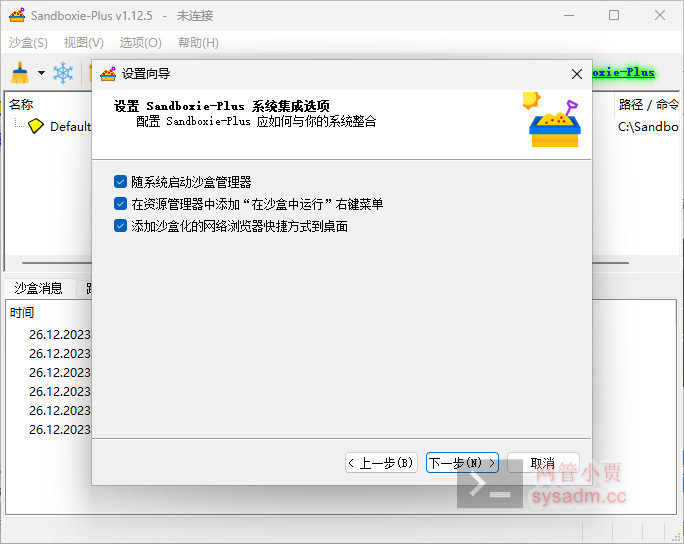 Sandboxie-Plus v1.12.5 - 未连接
沙盒(S) 视图(V) 选项(O) 帮助(H)
oxie-Plus
设置向导
名称
路径 / 命令
Default
C:\Sandbo
设置 Sandboxie-Plus 系统集成选项
配置 Sandboxie-Plus 应如何与你的系统整合
随系统启动沙盒管理器
在资源管理器中添加“在沙盒中运行”右键菜单
添加沙盒化的网络浏览器快捷方式到桌面
沙盒消息
时间
26.12.2023
26.12.2023
26.12.2023
26.12.2023
26.12.2023
26.12.2023
< 上一步(B) 下一步(N) > 取消
网管小贾
sysadm.cc